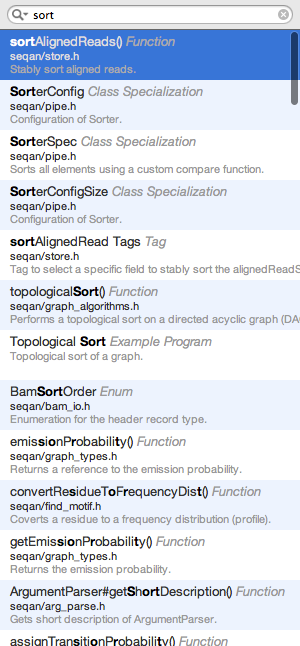 sort
sortAlignedReads() Function
seqan/store.h
Stably sort aligned reads.
SorterConfig Class Specialization
seqan/pipe.h
Configuration of Sorter.
SorterSpec Class Specialization
seqan/pipe.h
Sorts all elements using a custom compare function.
SorterConfigSize Class Specialization
seqan/pipe.h
Configuration of Sorter.
sortAlignedRead Tags Tag
seqan/store.h
Tag to select a specific field to stably sort the alignedReadS
topologicalSort() Function
seqan/graph_algorithms.h
Performs a topological sort on a directed acyclic graph (DAG
Topological Sort Example Program
Topological sort of a graph.
BamSortOrder Enum
seqan/bam_io.h
Enumeration for the header record type.
emissionProbability() Function
seqan/graph_types.h
Returns a reference to the emission probability.
convertResidueToFrequencyDist() Function
seqan/find_motif.h
Coverts a residue to a frequency distribution (profile).
getEmissionProbability() Function
seqan/graph_types.h
Returns the emission probability.
ArgumentParser#getShortDescription() Function
seqan/arg_parse.h
Gets short description of ArgumentParser.
assignTransitionProbability() Function